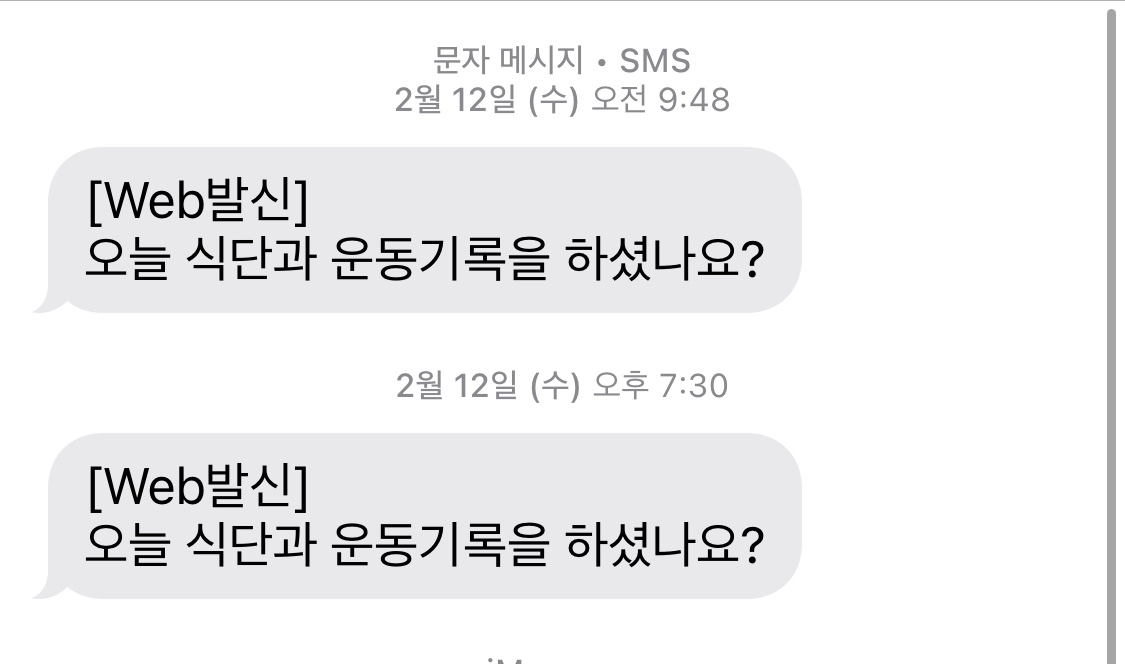 문자 메시지 • SMS
2월 12일 (수) 오전 9:48
[Web발신]
오늘 식단과 운동기록을 하셨나요?
2월 12일 (수) 오후 7:30
[Web발신]
오늘 식단과 운동기록을 하셨나요?